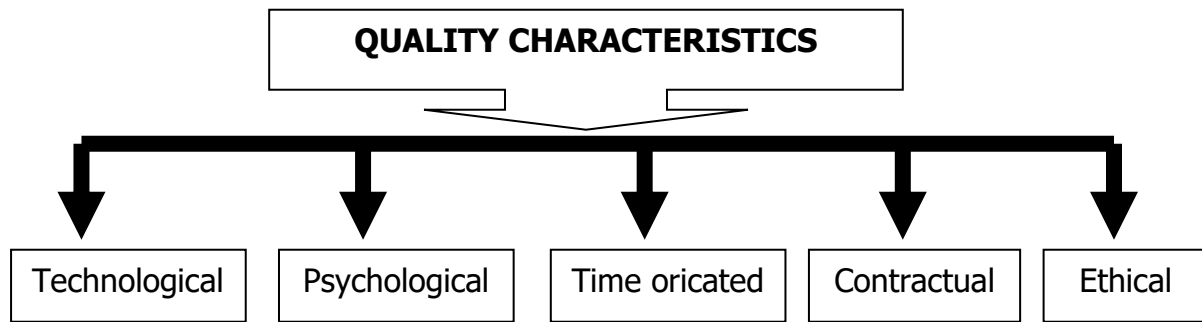 QUALITY CHARACTERISTICS
Technological
Psychological
Time oricated
Contractual
Ethical